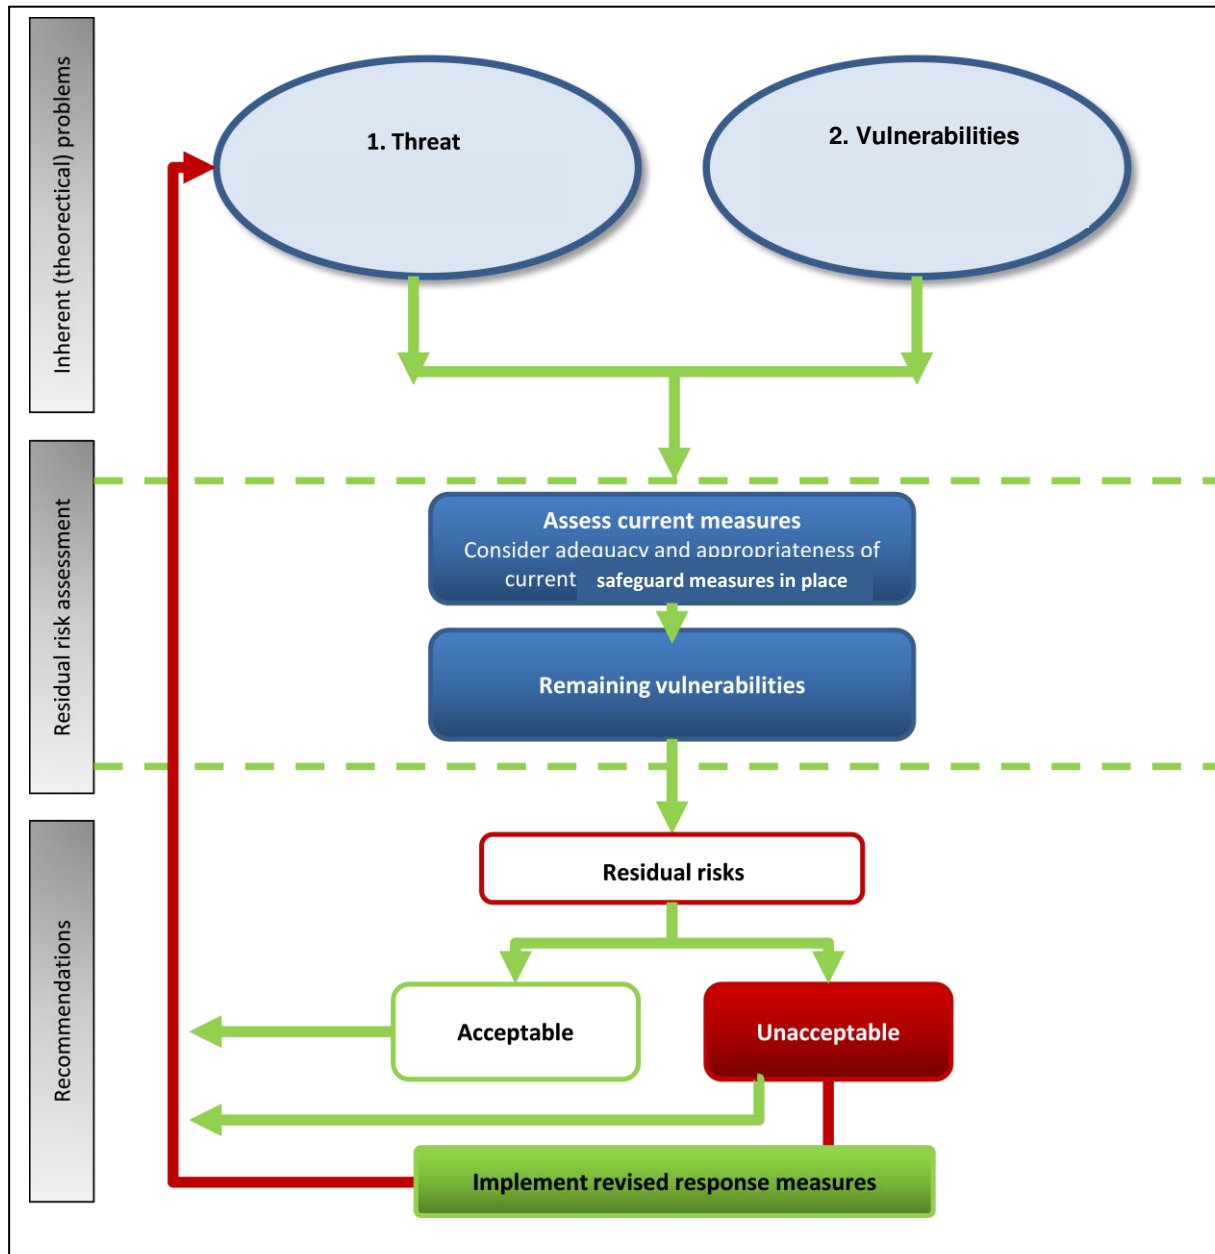 Inherent (theorectical) problems
1. Threat
2. Vulnerabilities
Residual risk assessment
Assess current measures
Consider adequacy and appropriateness of
current safeguard measures in place
Remaining vulnerabilities
Recommendations
Residual risks
Acceptable
Unacceptable
Implement revised response measures